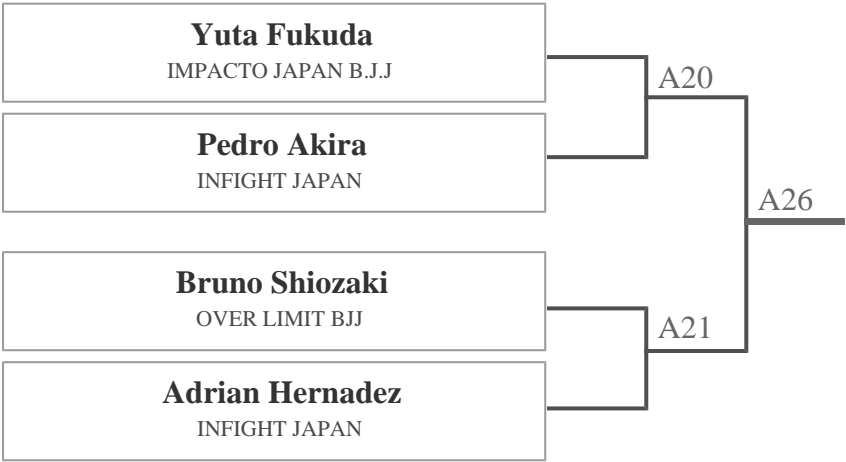 Yuta Fukuda
IMPACTO JAPAN B.J.J
A20
Pedro Akira
INFIGHT JAPAN
A26
Bruno Shiozaki
OVER LIMIT BJJ
A21
Adrian Hernadez
INFIGHT JAPAN